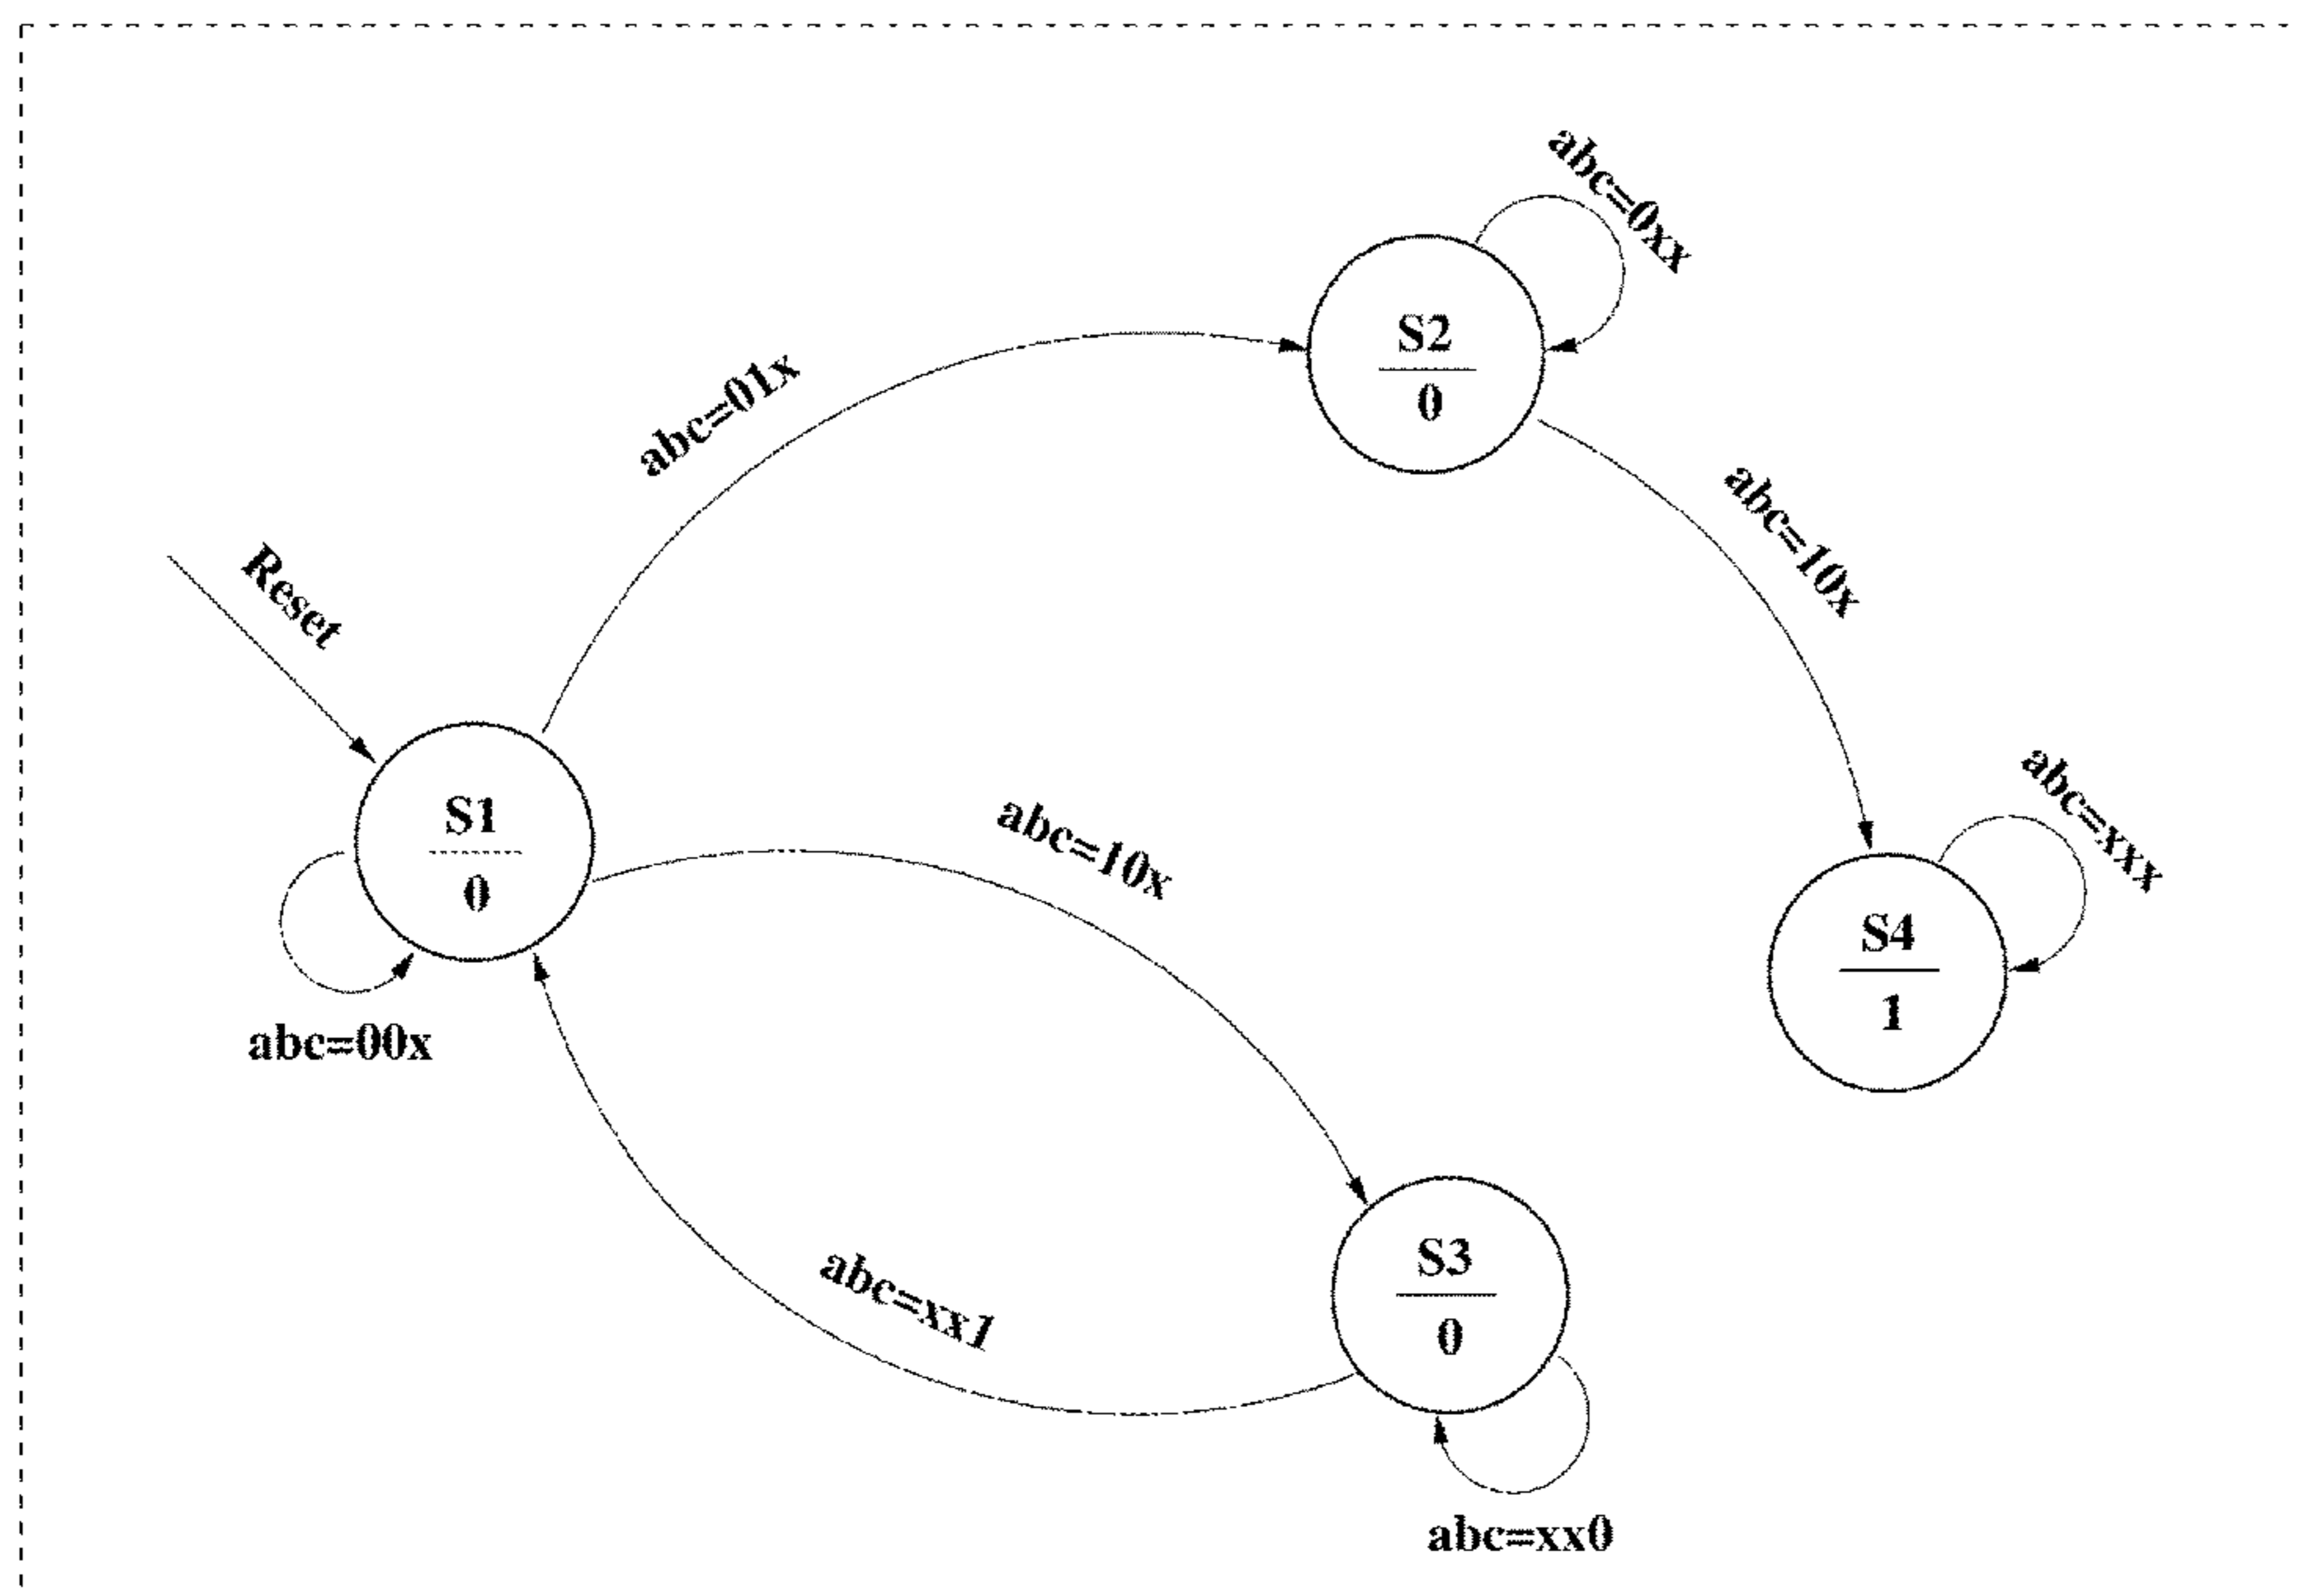 abc=0xx
S2
0
abc=01x
abc=10x
Reset
abc=xxx
S1
0
abc=10x
S4
1
abc=00x
abc=xx1
S3
0
abc=xx0